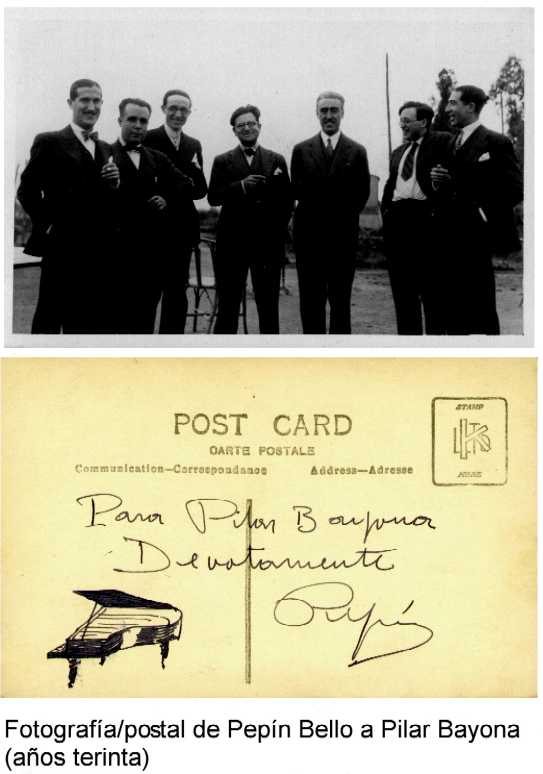 POST CARD
CARTE POSTALE
Communication—Correspondance Address—Adresse
STAMP
HERE
Para Pilar Bayona
Devotamente
Pepín
Fotografía/postal de Pepín Bello a Pilar Bayona
(años terinta)